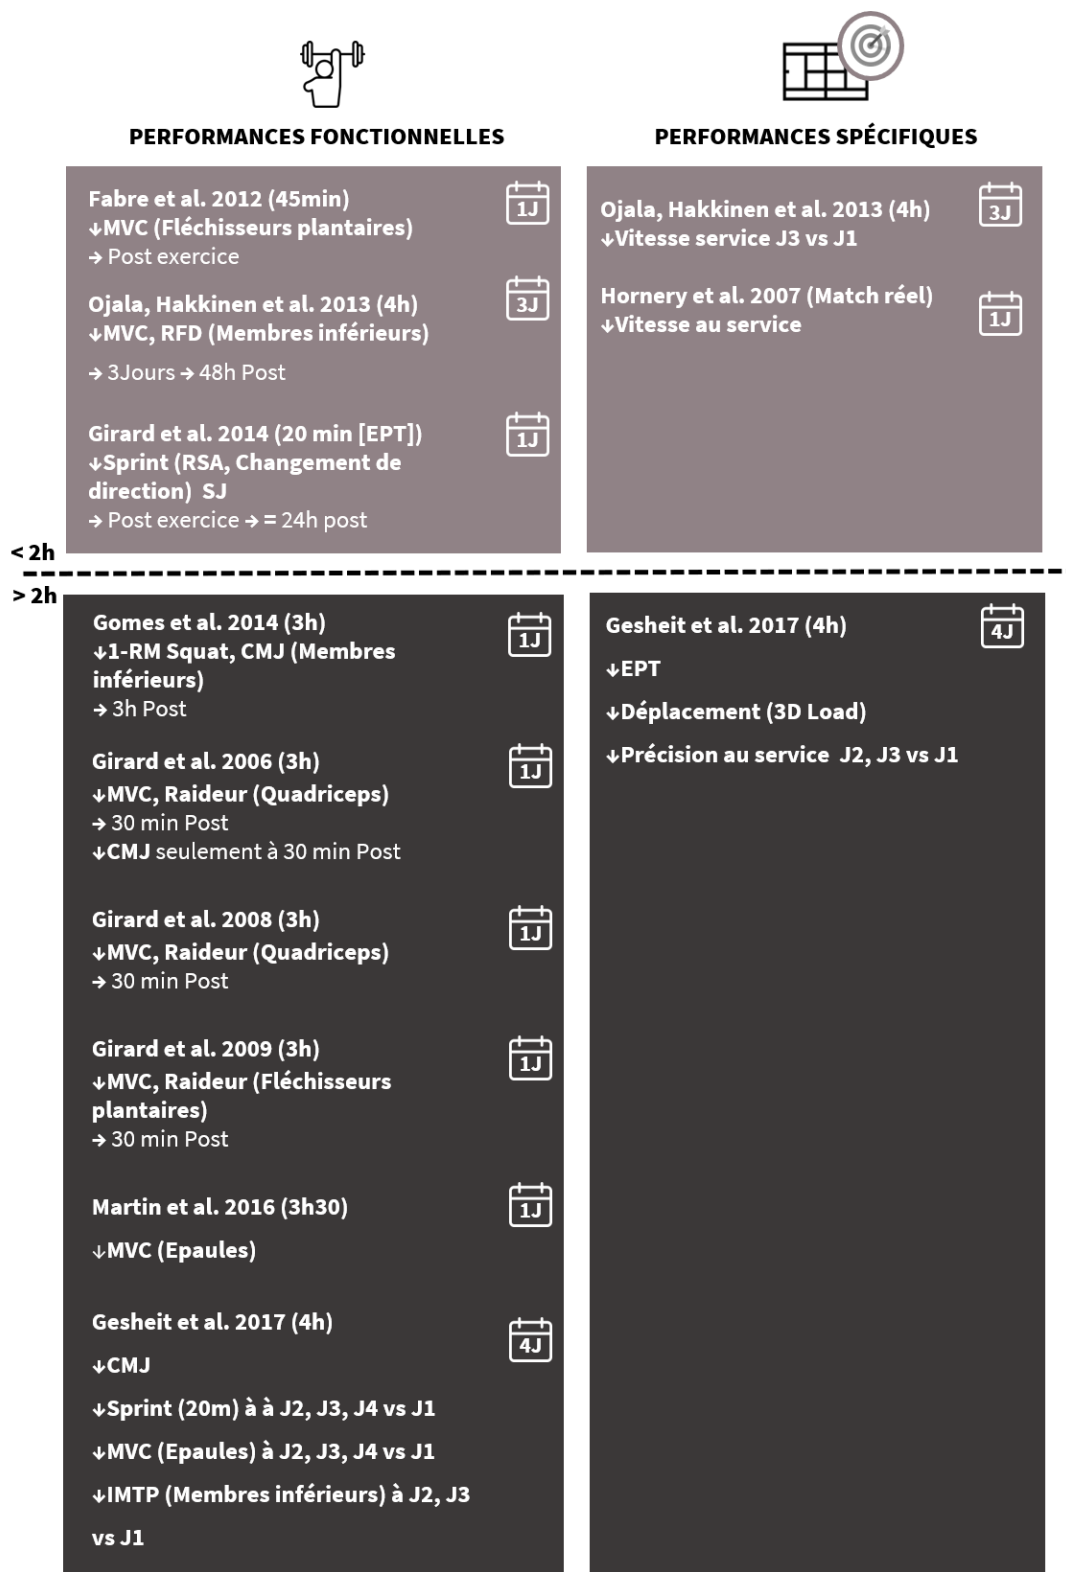 PERFORMANCES FONCTIONNELLES
Fabre et al. 2012 (45min)
1J
↓MVC (Fléchisseurs plantaires)
→ Post exercice
Ojala, Hakkinen et al. 2013 (4h)
3J
↓MVC, RFD (Membres inférieurs)
→ 3Jours → 48h Post
Girard et al. 2014 (20 min [EPT])
1J
↓Sprint (RSA, Changement de
direction)  SJ
→ Post exercice → = 24h post
PERFORMANCES SPÉCIFIQUES
Ojala, Hakkinen et al. 2013 (4h)
3J
↓Vitesse service J3 vs J1
Hornery et al. 2007 (Match réel)
1J
↓Vitesse au service
< 2h
> 2h
Gomes et al. 2014 (3h)
1J
↓1-RM Squat, CMJ (Membres
inférieurs)
→ 3h Post
Girard et al. 2006 (3h)
1J
↓MVC, Raideur (Quadriceps)
→ 30 min Post
↓CMJ seulement à 30 min Post
Girard et al. 2008 (3h)
1J
↓MVC, Raideur (Quadriceps)
→ 30 min Post
Girard et al. 2009 (3h)
1J
↓MVC, Raideur (Fléchisseurs
plantaires)
→ 30 min Post
Martin et al. 2016 (3h30)
1J
↓MVC (Epaules)
Gesheit et al. 2017 (4h)
4J
↓CMJ
↓Sprint (20m) à à J2, J3, J4 vs J1
↓MVC (Epaules) à J2, J3, J4 vs J1
↓IMTP (Membres inférieurs) à J2, J3
vs J1
Gesheit et al. 2017 (4h)
4J
↓EPT
↓Déplacement (3D Load)
↓Précision au service  J2, J3 vs J1